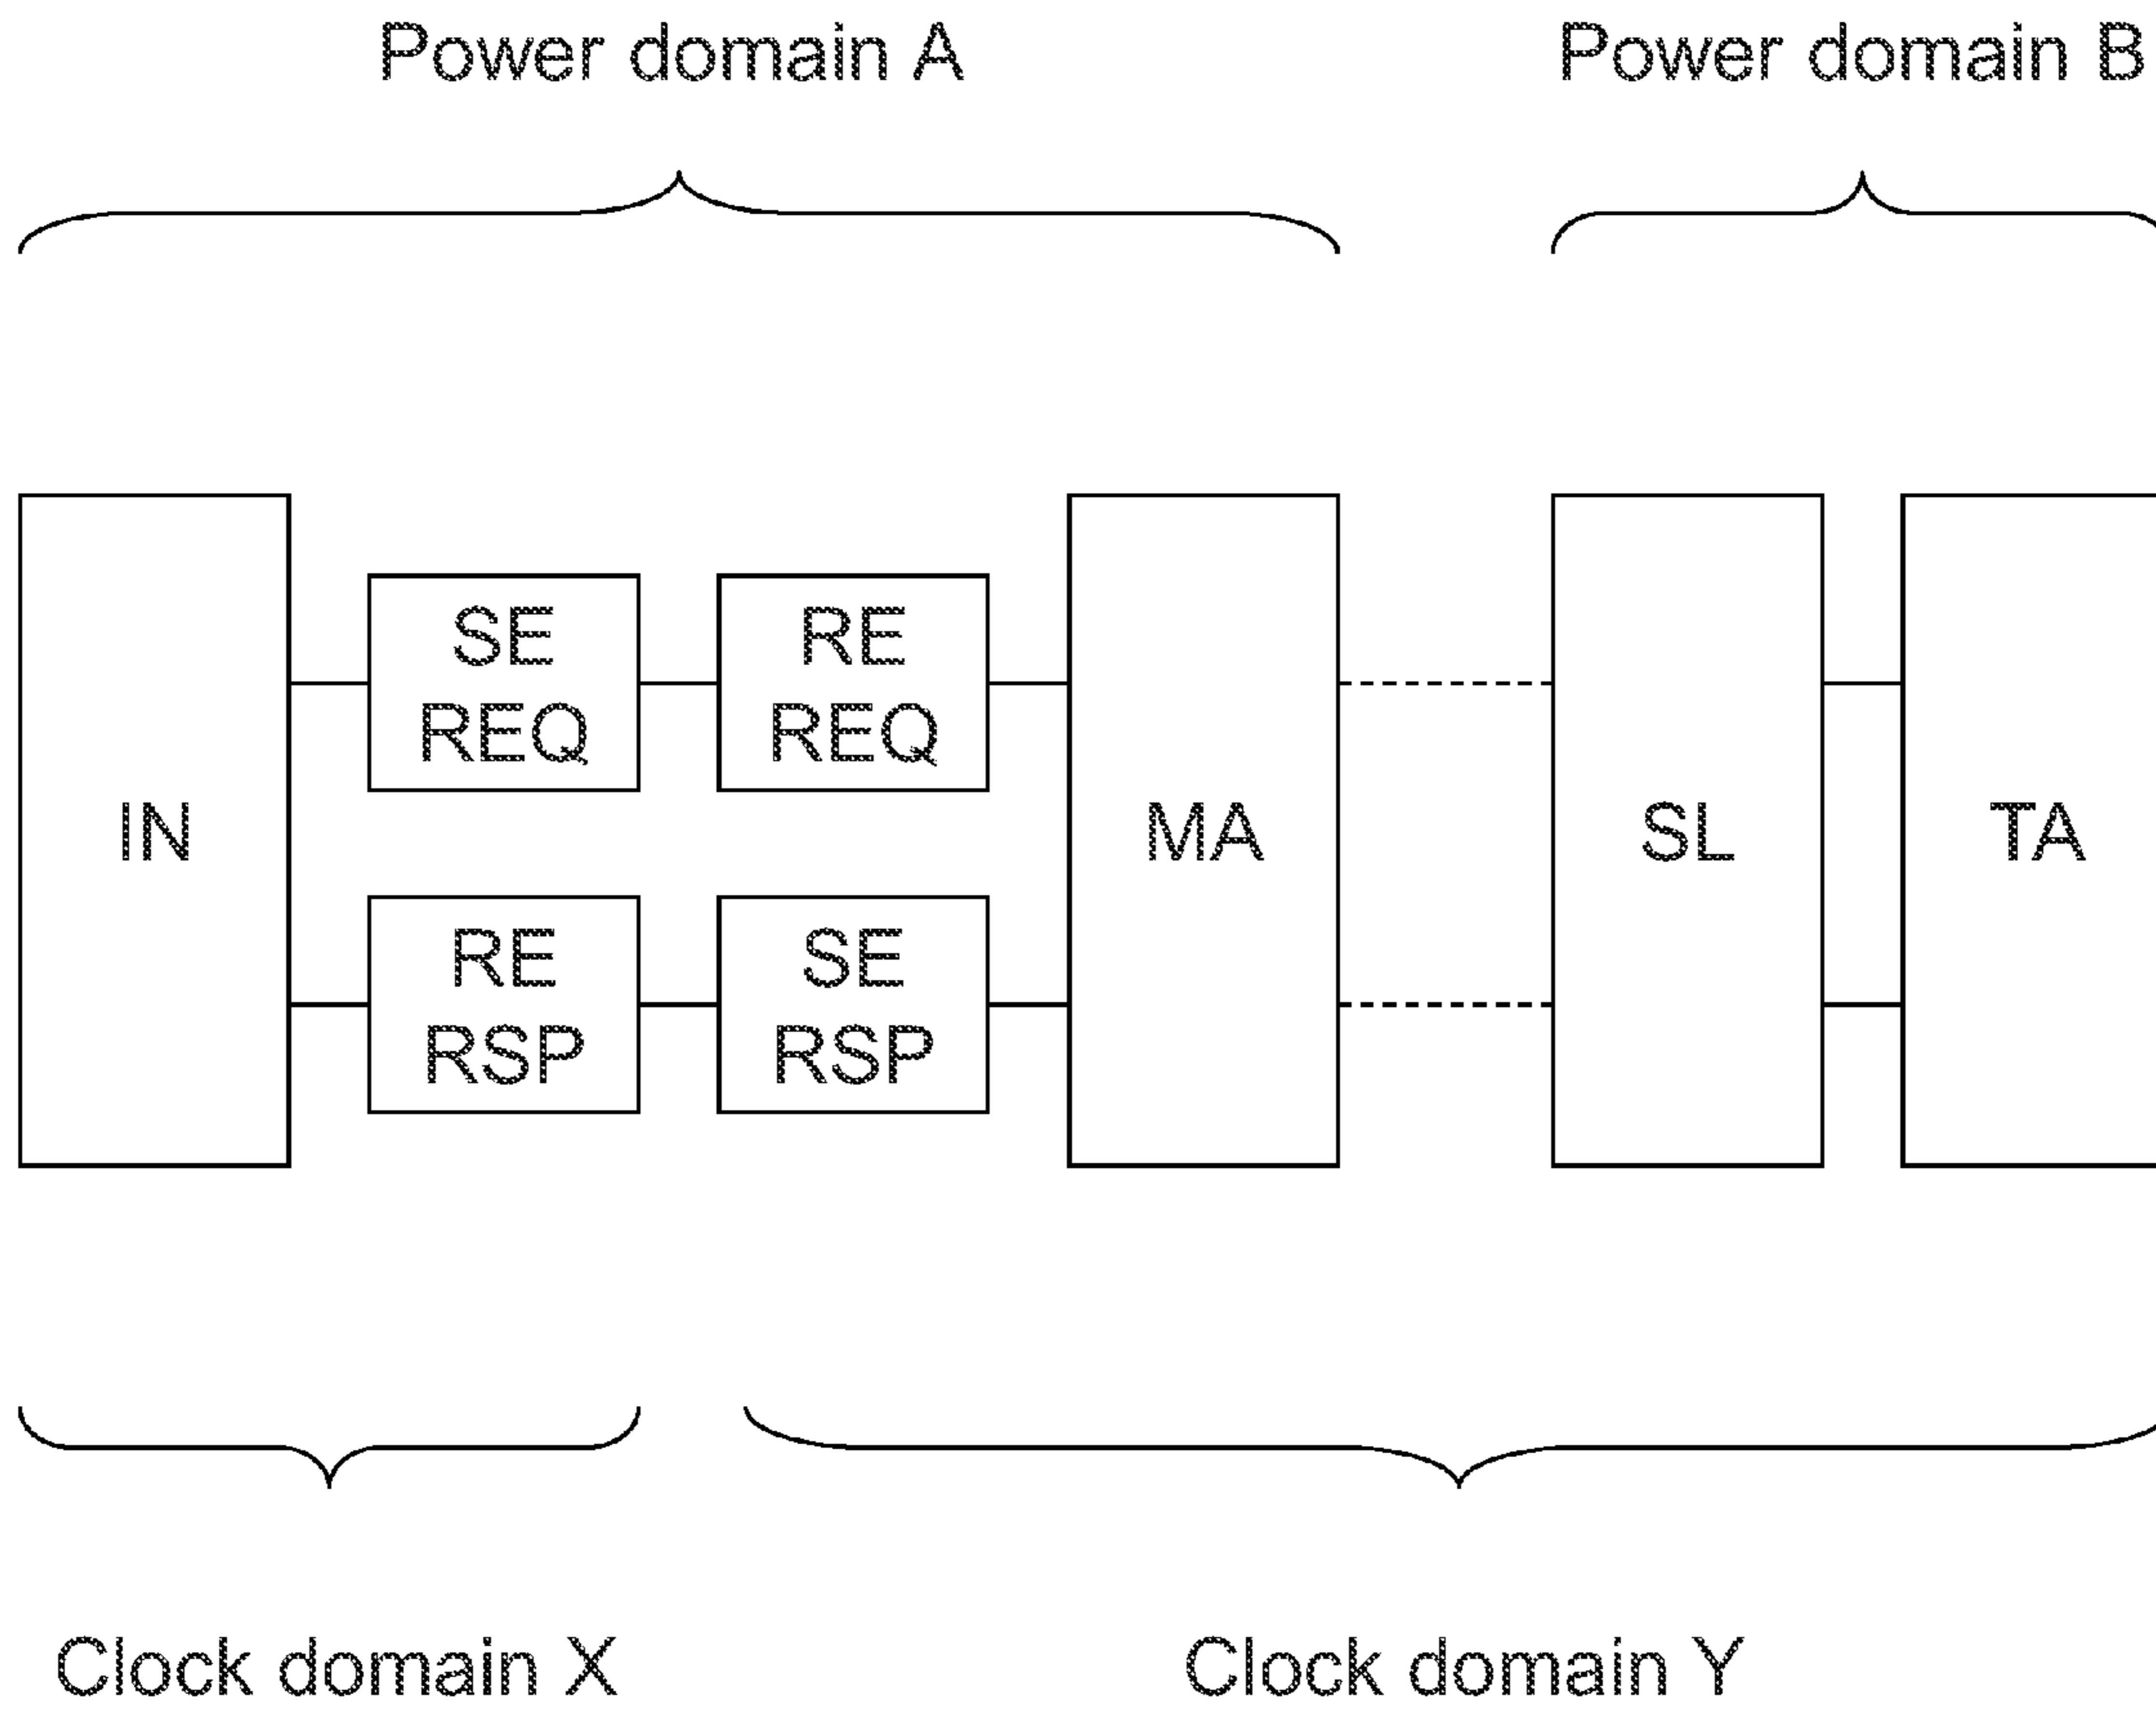 Power domain A
Power domain B
IN
SE
REQ
RE
REQ
RE
RSP
SE
RSP
MA
SL
TA
Clock domain X
Clock domain Y